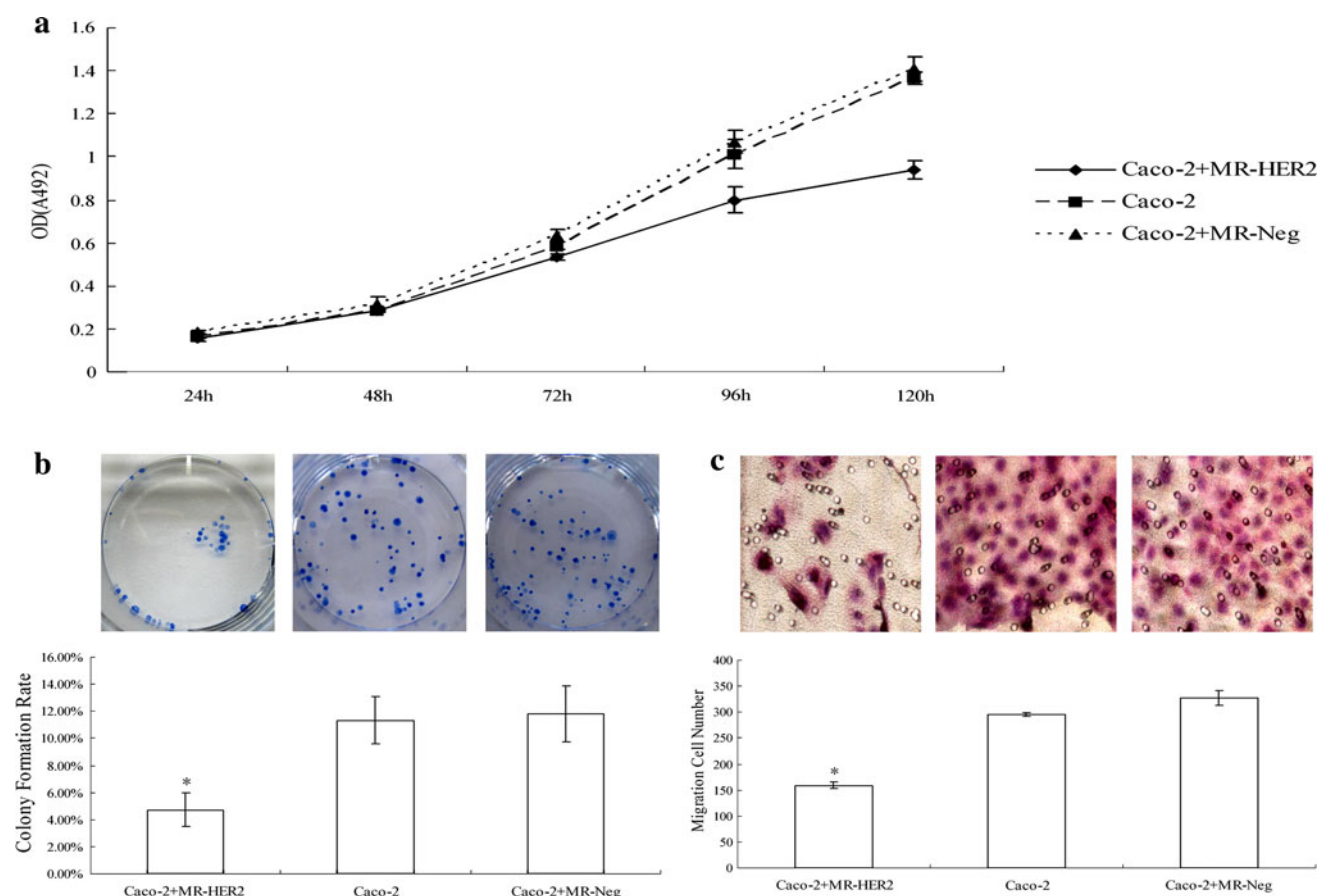 a
1.6
1.4
1.2
1
0.8
0.6
0.4
0.2
0
OD(A492)
24h
48h
72h
96h
120h
Caco-2+MR-HER2
Caco-2
Caco-2+MR-Neg
b
16.00%
14.00%
12.00%
10.00%
8.00%
6.00%
4.00%
2.00%
0.00%
Colony Formation Rate
*
Caco-2+MR-HER2
Caco-2
Caco-2+MR-Neg
c
400
350
300
250
200
150
100
50
0
Migration Cell Number
*
Caco-2+MR-HER2
Caco-2
Caco-2+MR-Neg